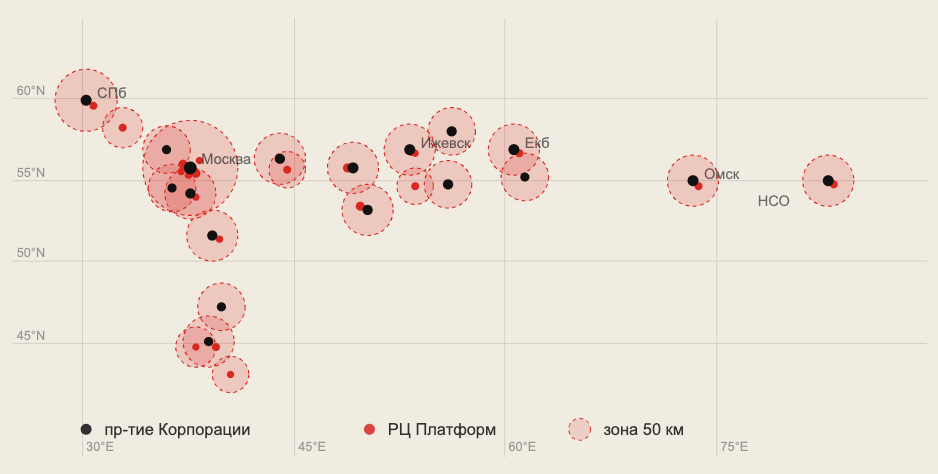 60°N
СПб
Москва
Ижевск
Екб
55°N
Омск
НСО
50°N
45°N
пр-тие Корпорации
РЦ Платформ
зона 50 км
30°E
45°E
60°E
75°E